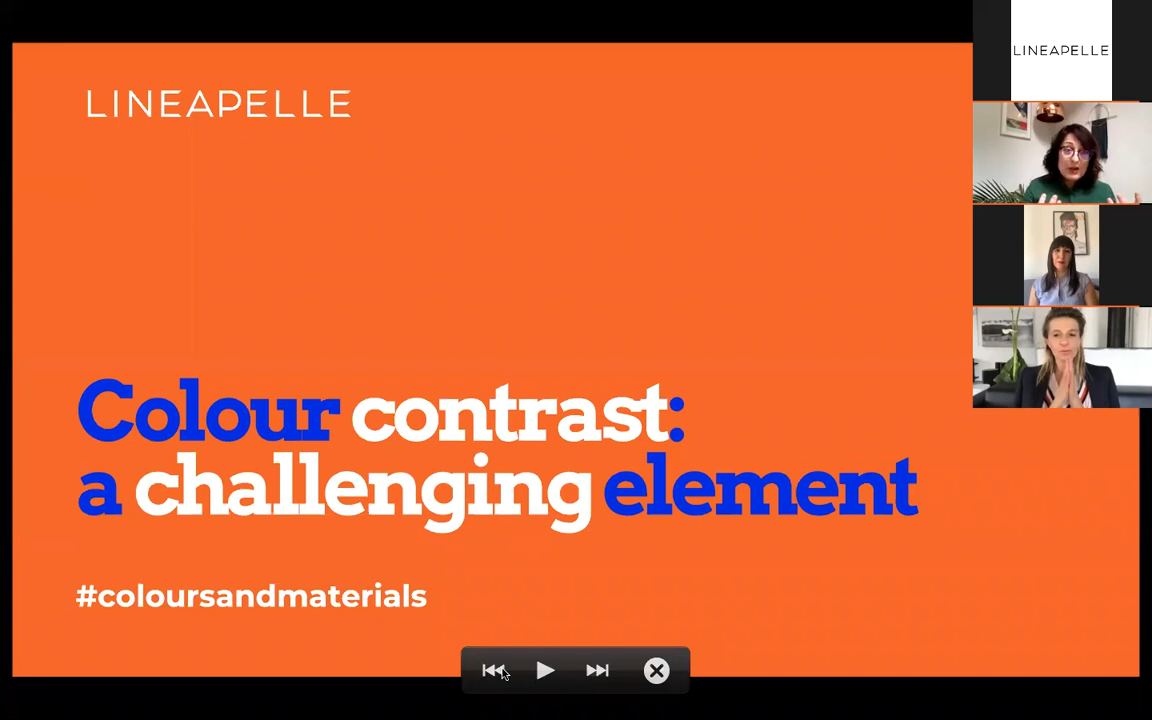 LINEAPELLE
LINEAPELLE
Colour contrast:
a challenging element
#coloursandmaterials